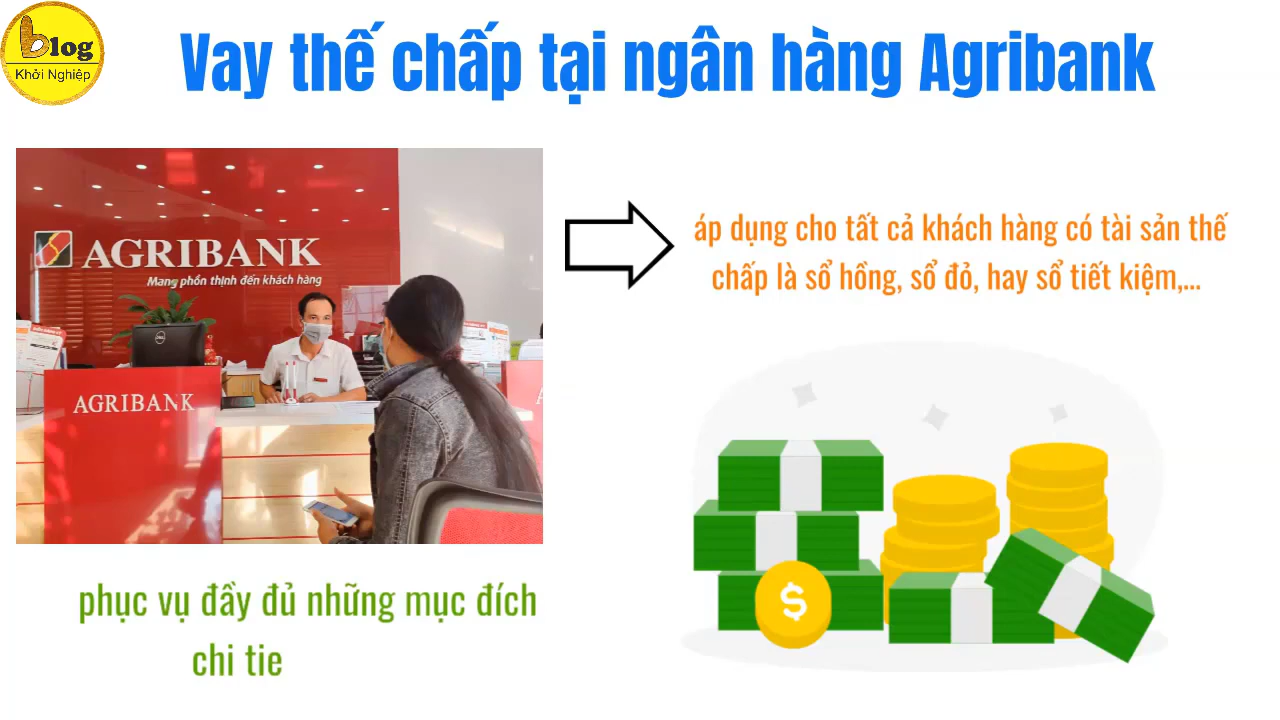 blog
Khởi Nghiệp
Vay thế chấp tại ngân hàng Agribank
AGRIBANK
Mang phồn thịnh đến khách hàng
AGRIBANK
áp dụng cho tất cả khách hàng có tài sản thế
chấp là sổ hồng, sổ đỏ, hay sổ tiết kiệm,...
phục vụ đầy đủ những mục đích
chi tie
$